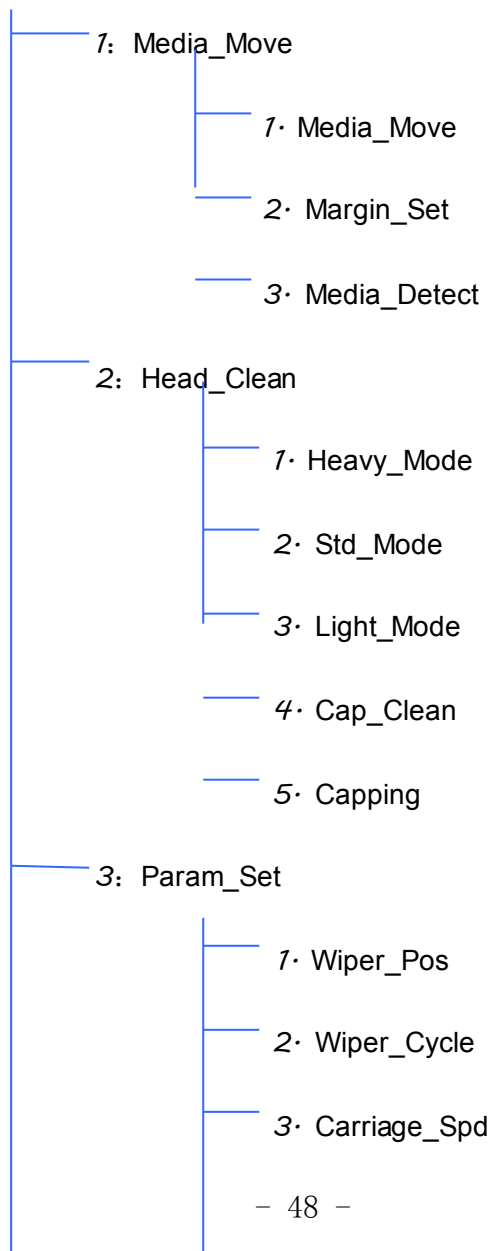 1: Media_Move
1· Media_Move
2· Margin_Set
3· Media_Detect
2: Head_Clean
1· Heavy_Mode
2· Std_Mode
3· Light_Mode
4· Cap_Clean
5· Capping
3: Param_Set
1· Wiper_Pos
2· Wiper_Cycle
3· Carriage_Spd
- 48 -